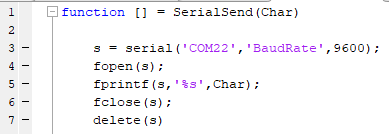 1 function [] = SerialSend(Char)
2
3 - s = serial('COM22','BaudRate',9600);
4 - fopen(s);
5 - fprintf(s,'%s',Char);
6 - fclose(s);
7 - delete(s)